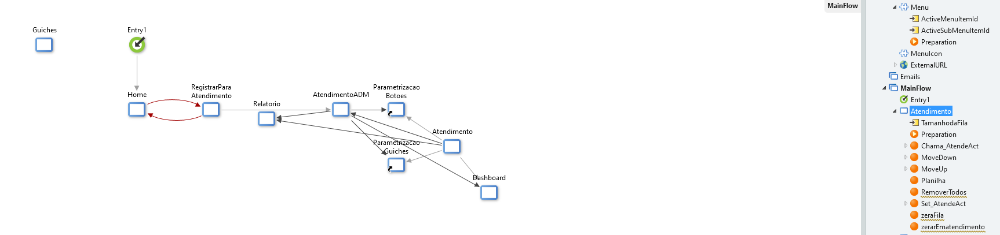 MainFlow
Guiches
Entry1
Home
RegistrarPara
Atendimento
Relatorio
AtendimentoADM
Parametrizacao
Botoes
Atendimento
Parametrizacao
Guiches
Dashboard
Menu
ActiveMenuItemId
ActiveSubMenuItemId
Preparation
MenuIcon
ExternalURL
Emails
MainFlow
Entry1
Atendimento
TamanhodaFila
Preparation
Chama_AtendeAct
MoveDown
MoveUp
Planilha
RemoverTodos
Set_AtendeAct
zeraFila
zerarEmatendimento